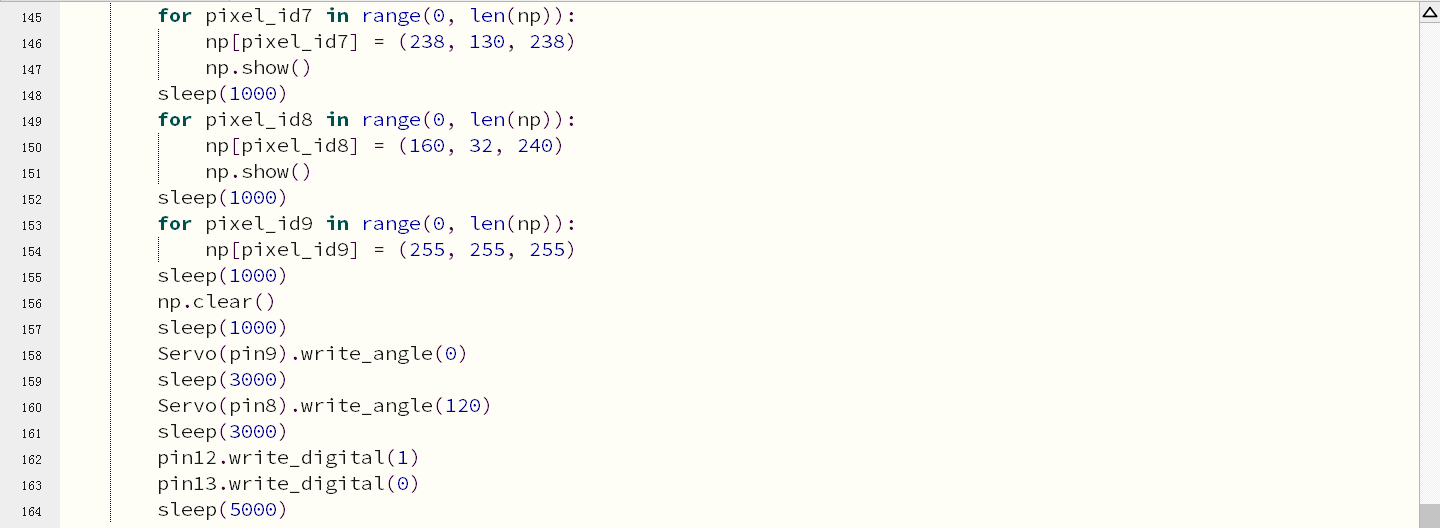 145 for pixel_id7 in range(0, len(np)):
146 np[pixel_id7] = (238, 130, 238)
147 np.show()
148 sleep(1000)
149 for pixel_id8 in range(0, len(np)):
150 np[pixel_id8] = (160, 32, 240)
151 np.show()
152 sleep(1000)
153 for pixel_id9 in range(0, len(np)):
154 np[pixel_id9] = (255, 255, 255)
155 sleep(1000)
156 np.clear()
157 sleep(1000)
158 Servo(pin9).write_angle(0)
159 sleep(3000)
160 Servo(pin8).write_angle(120)
161 sleep(3000)
162 pin12.write_digital(1)
163 pin13.write_digital(0)
164 sleep(5000)